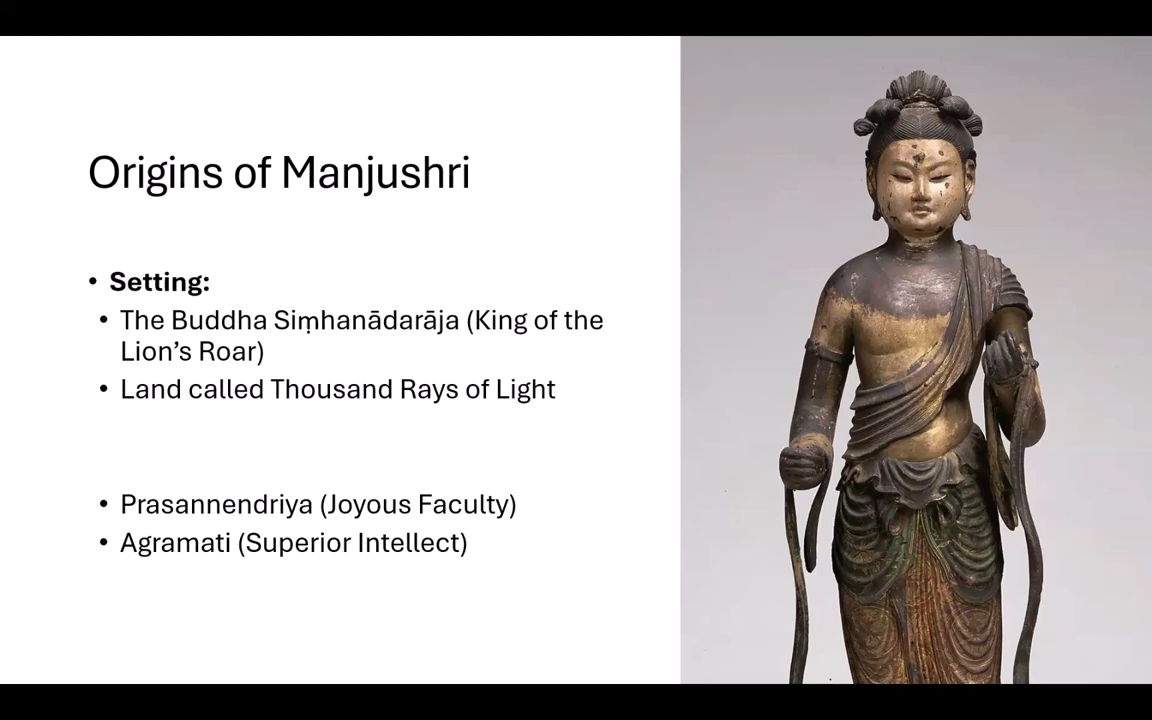 Origins of Manjushri
• Setting:
• The Buddha Siṃhanādarāja (King of the
Lion’s Roar)
• Land called Thousand Rays of Light
• Prasannendriya (Joyous Faculty)
• Agramati (Superior Intellect)